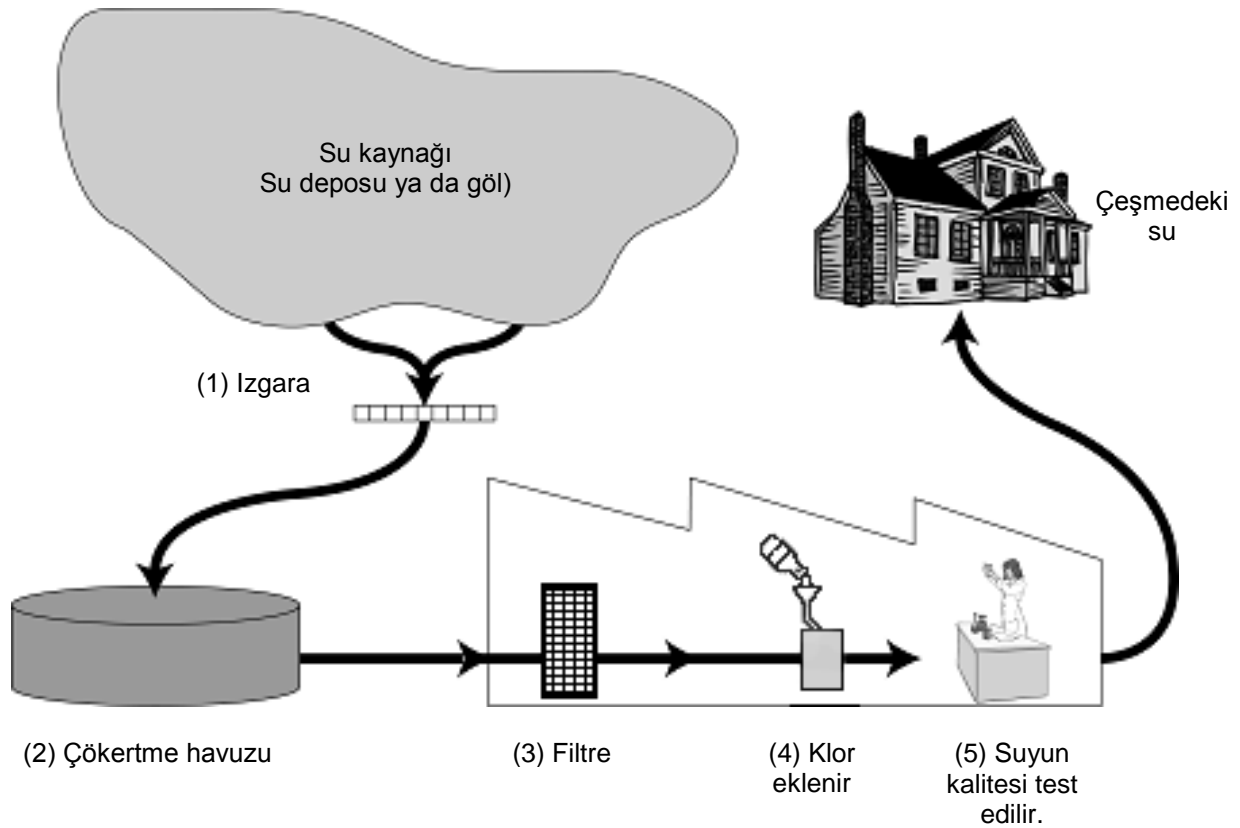 Su kaynağı
Su deposu ya da göl)
Çeşmedeki
su
(1) Izgara
(2) Çökertme havuzu
(3) Filtre
(4) Klor
eklenir
(5) Suyun
kalitesi test
edilir.